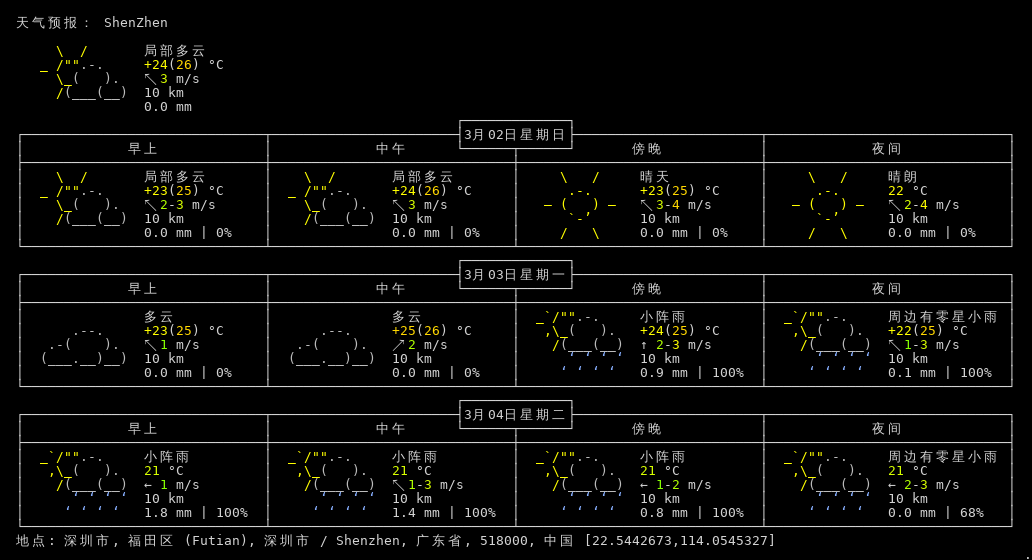 天气预报： ShenZhen
局部多云
+24(26) °C
↖ 3 m/s
10 km
0.0 mm
3月02日星期日
早上 中午 傍晚 夜间
局部多云 局部多云 晴天 晴朗
+23(25) °C +24(26) °C +23(25) °C 22 °C
↖ 2-3 m/s ↖ 3 m/s ↖ 3-4 m/s ↖ 2-4 m/s
10 km 10 km 10 km 10 km
0.0 mm | 0% 0.0 mm | 0% 0.0 mm | 0% 0.0 mm | 0%
3月03日星期一
早上 中午 傍晚 夜间
多云 多云 小阵雨 周边有零星小雨
+23(25) °C +25(26) °C +24(25) °C +22(25) °C
↖ 1 m/s ↗ 2 m/s ↑ 2-3 m/s ↖ 1-3 m/s
10 km 10 km 10 km 10 km
0.0 mm | 0% 0.0 mm | 0% 0.9 mm | 100% 0.1 mm | 100%
3月04日星期二
早上 中午 傍晚 夜间
小阵雨 小阵雨 小阵雨 周边有零星小雨
21 °C 21 °C 21 °C 21 °C
← 1 m/s ↖ 1-3 m/s ← 1-2 m/s ← 2-3 m/s
10 km 10 km 10 km 10 km
1.8 mm | 100% 1.4 mm | 100% 0.8 mm | 100% 0.0 mm | 68%
地点: 深圳市, 福田区 (Futian), 深圳市 / Shenzhen, 广东省, 518000, 中国 [22.5442673,114.0545327]